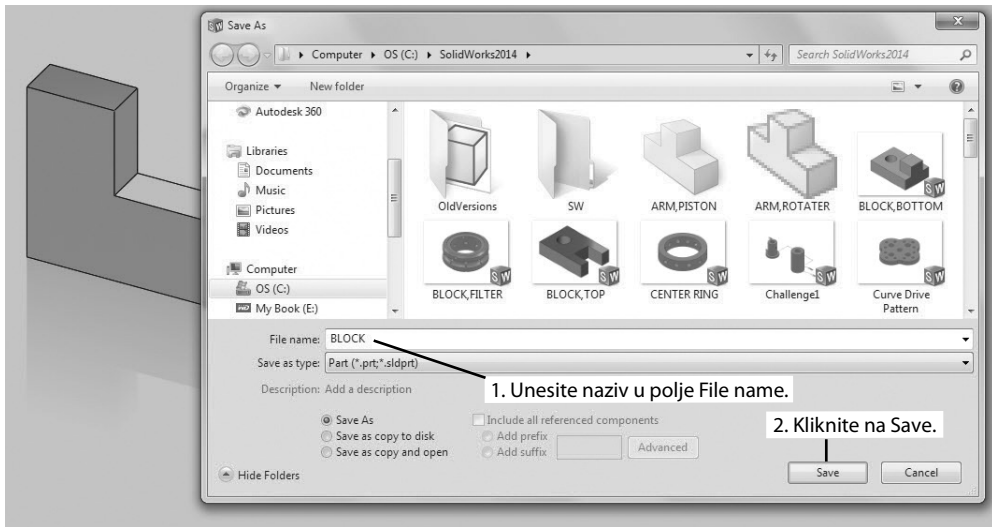 Save As
Computer ▸ OS (C:) ▸ SolidWorks2014 ▸
Search SolidWorks2014
Organize
New folder
Autodesk 360
Libraries
Documents
Music
Pictures
Videos
Computer
OS (C:)
My Book (E:)
OldVersions
SW
ARM,PISTON
ARM,ROTATER
BLOCK,BOTTOM
BLOCK,FILTER
BLOCK,TOP
CENTER RING
Challenge1
Curve Drive
Pattern
File name: BLOCK
Save as type: Part (*.prt;*.sldprt)
Description: Add a description
1. Unesite naziv u polje File name.
Save As
Save as copy to disk
Save as copy and open
Include all referenced components
Add prefix
Add suffix
Advanced
2. Kliknite na Save.
Hide Folders
Save
Cancel